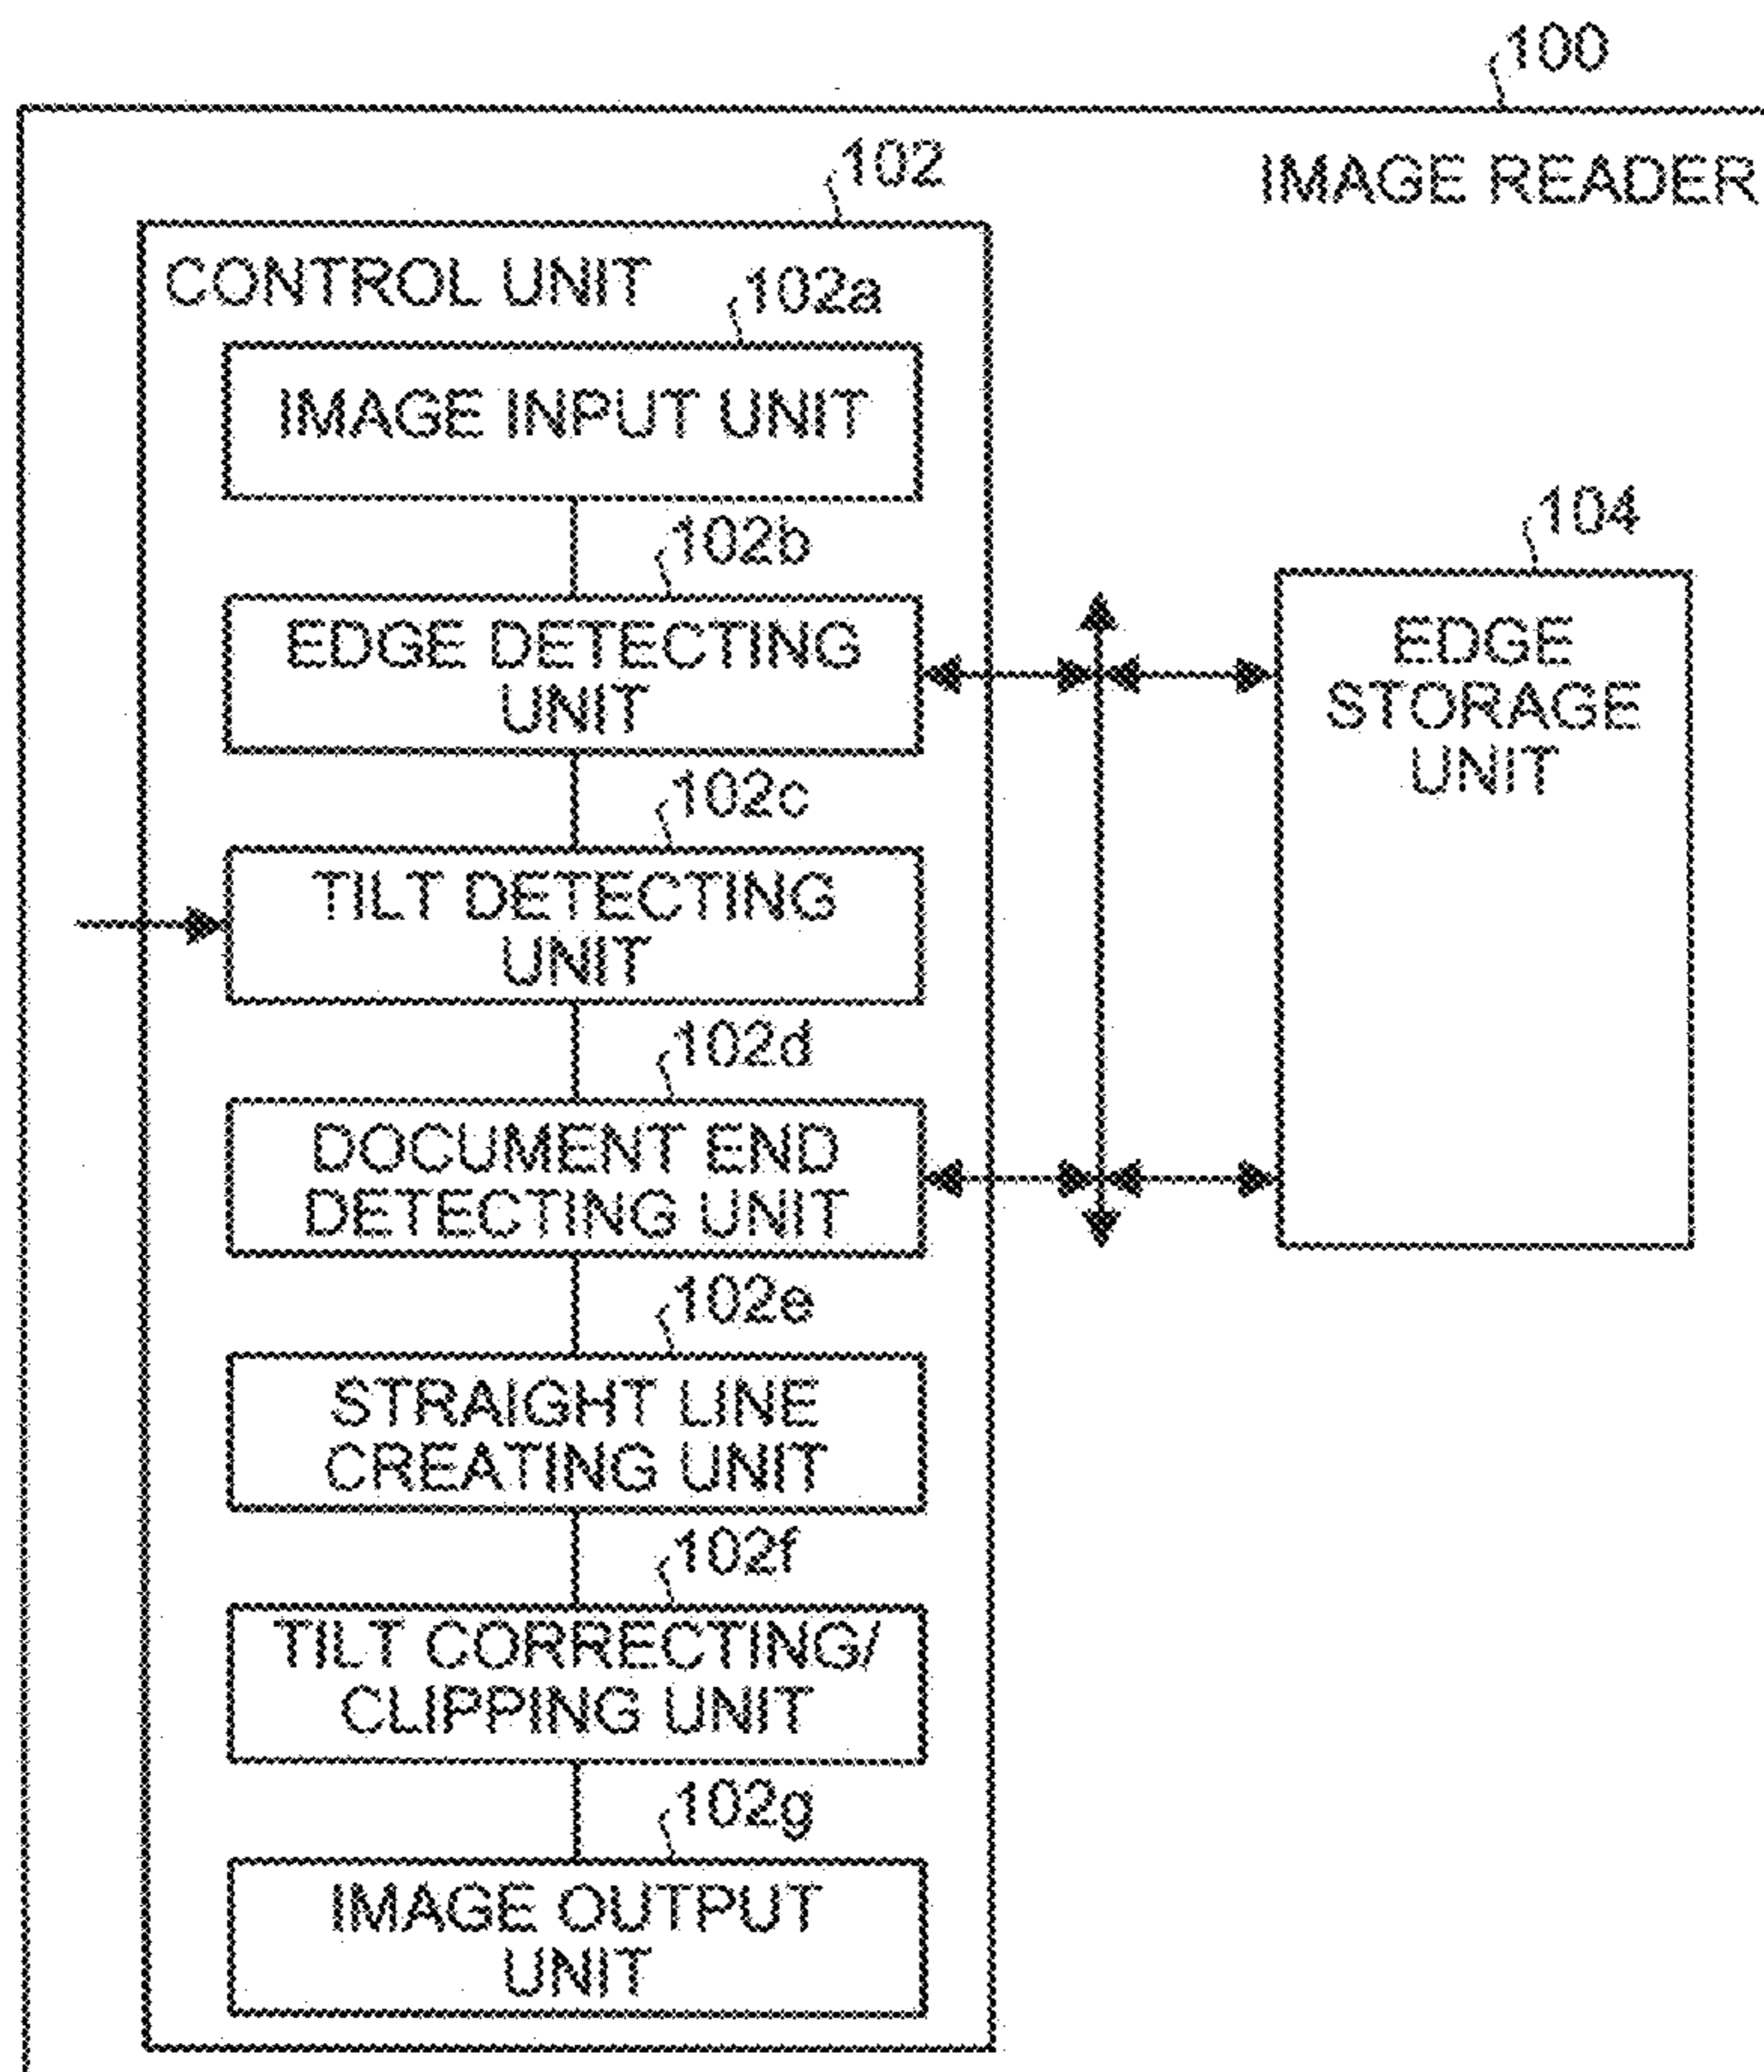 100
IMAGE READER
102
CONTROL UNIT
102a
IMAGE INPUT UNIT
102b
EDGE DETECTING
UNIT
102c
TILT DETECTING
UNIT
102d
DOCUMENT END
DETECTING UNIT
102e
STRAIGHT LINE
CREATING UNIT
102f
TILT CORRECTING/
CLIPPING UNIT
102g
IMAGE OUTPUT
UNIT
104
EDGE
STORAGE
UNIT